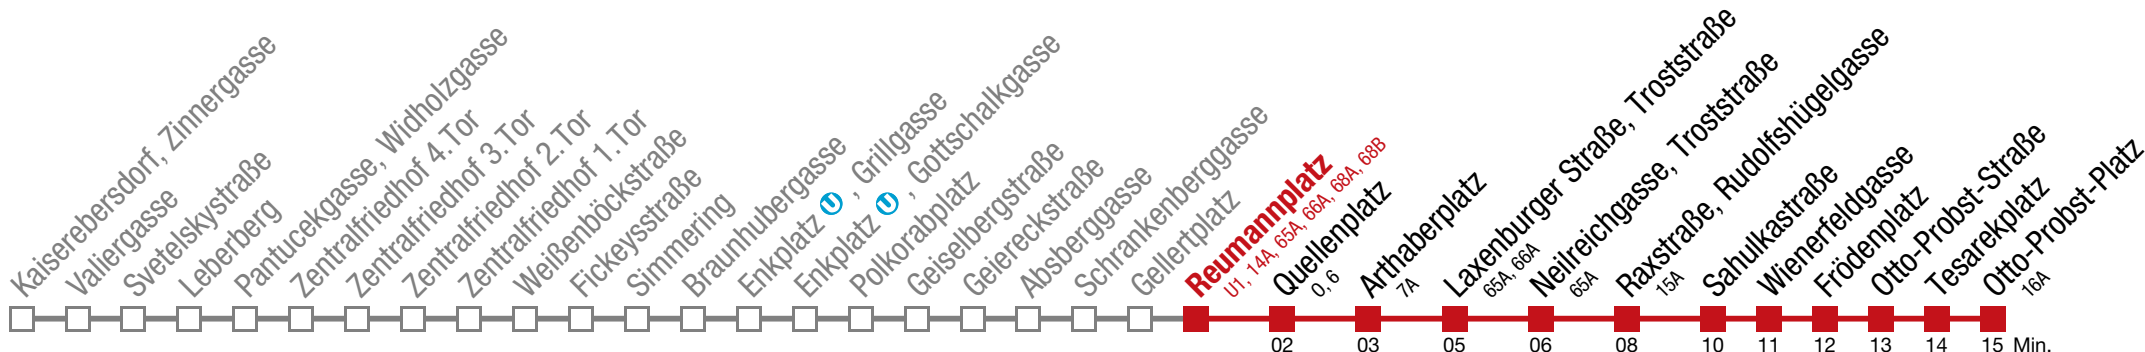 Kaiserebersdorf, Zinnergasse
Valiergasse
Svetelskystraße
Leberberg
Pantucekgasse, Widholzgasse
Zentralfriedhof 4. Tor
Zentralfriedhof 3. Tor
Zentralfriedhof 2. Tor
Zentralfriedhof 1. Tor
Weißenböckstraße
Fickeysstraße
Simmering
Braunhubergasse
Enkplatz U, Grillgasse
Enkplatz U, Gottschalkgasse
Polkorabplatz
Geiselbergstraße
Geiereckstraße
Absberggasse
Schrankenberggasse
Gellertplatz
Reumannplatz
U1, 14A, 65A, 66A, 68A, 68B
Quellenplatz
0, 6
Arthaberplatz
7A
Laxenburger Straße, Troststraße
65A, 66A
Neilreichgasse, Troststraße
65A
Raxstraße, Rudolfshügelgasse
15A
Sahulkastraße
Wienerfeldgasse
Frödenplatz
Otto-Probst-Straße
Tesarekplatz
Otto-Probst-Platz
16A
02 03 05 06 08 10 11 12 13 14 15 Min.